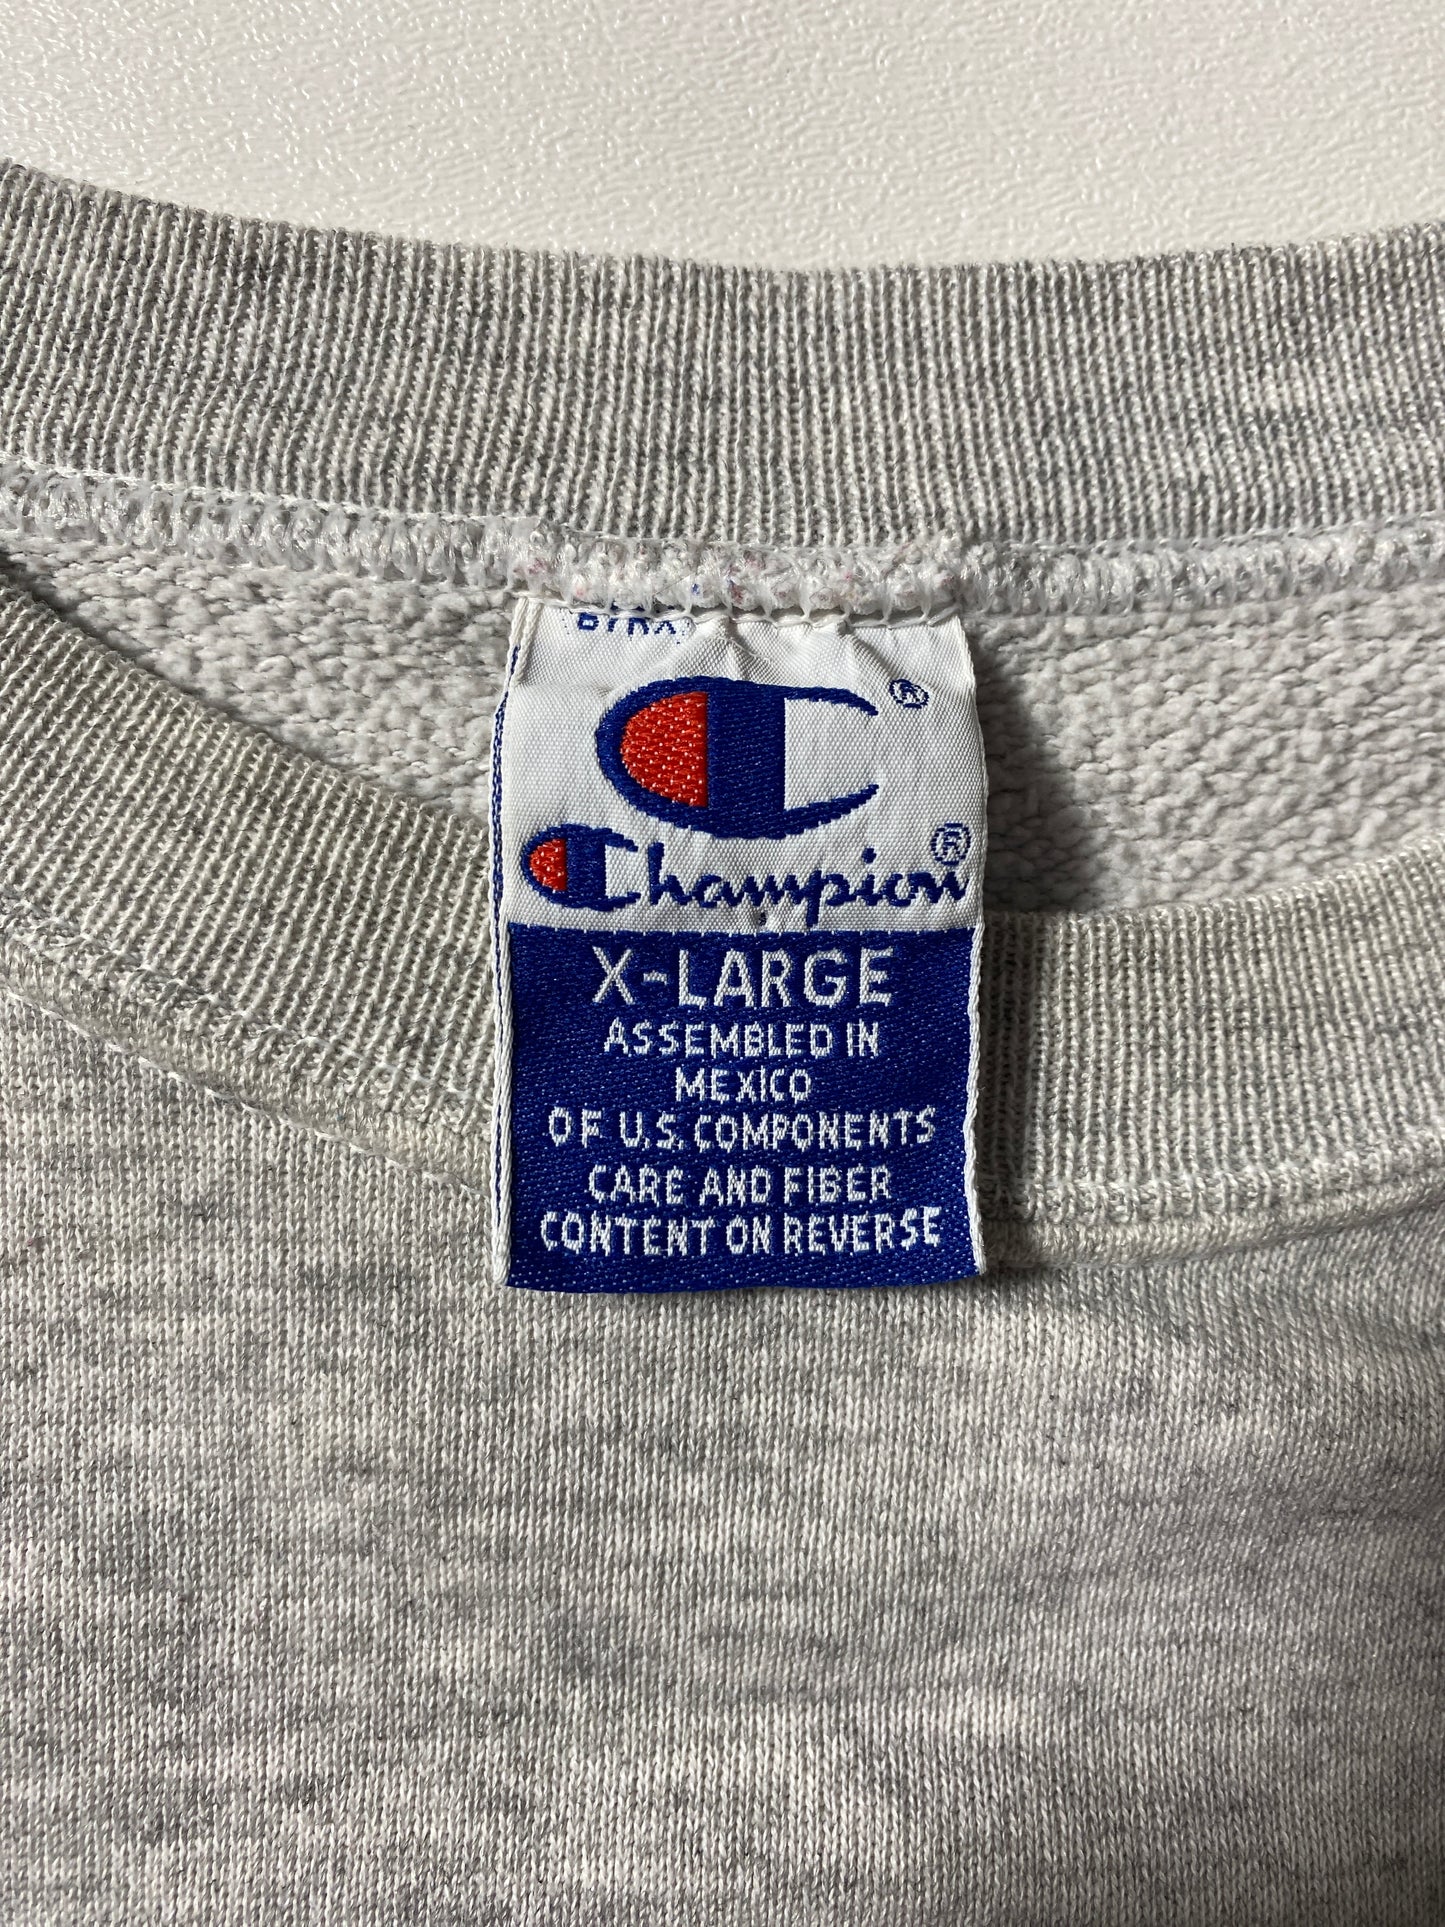 ®
Champion®
X-LARGE
ASSEMBLED IN
MEXICO
OF U.S. COMPONENTS
CARE AND FIBER
CONTENT ON REVERSE